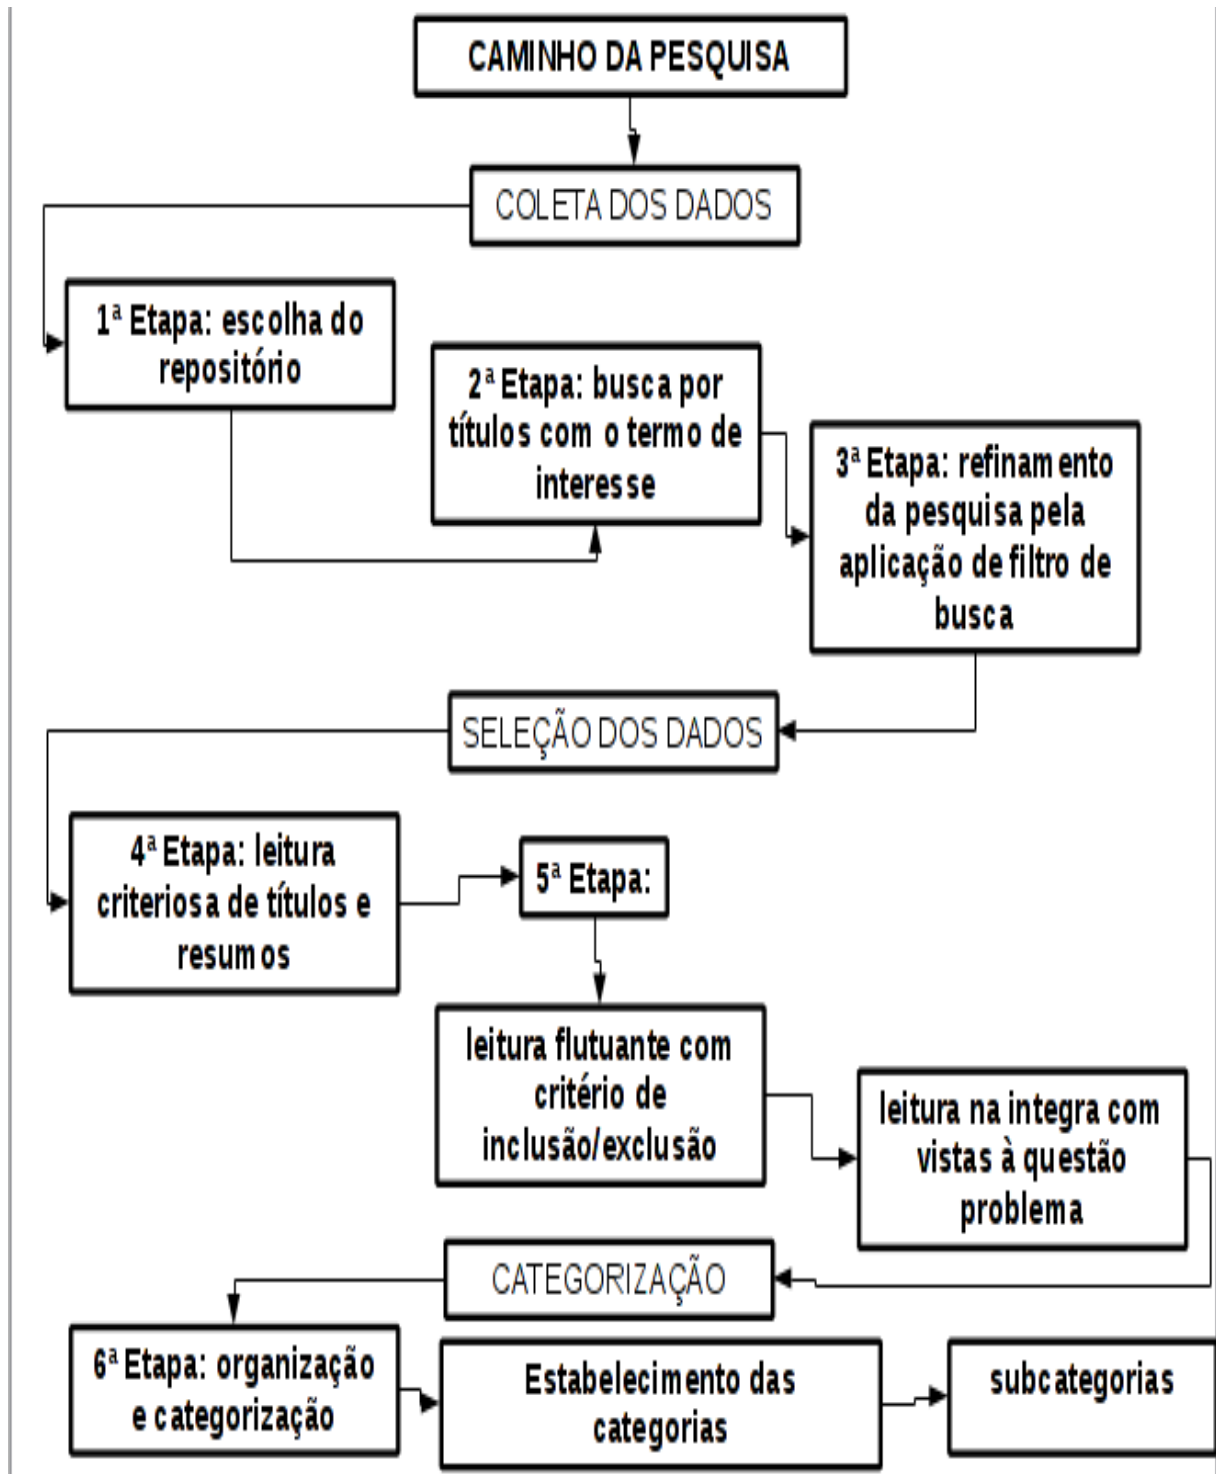 CAMINHO DA PESQUISA
COLETA DOS DADOS
1ª Etapa: escolha do
repositório
2ª Etapa: busca por
títulos com o termo de
interesse
3ª Etapa: refinamento
da pesquisa pela
aplicação de filtro de
busca
SELEÇÃO DOS DADOS
4ª Etapa: leitura
criteriosa de títulos e
resumos
5ª Etapa:
leitura flutuante com
critério de
inclusão/exclusão
leitura na integra com
vistas à questão
problema
CATEGORIZAÇÃO
6ª Etapa: organização
e categorização
Estabelecimento das
categorias
subcategorias